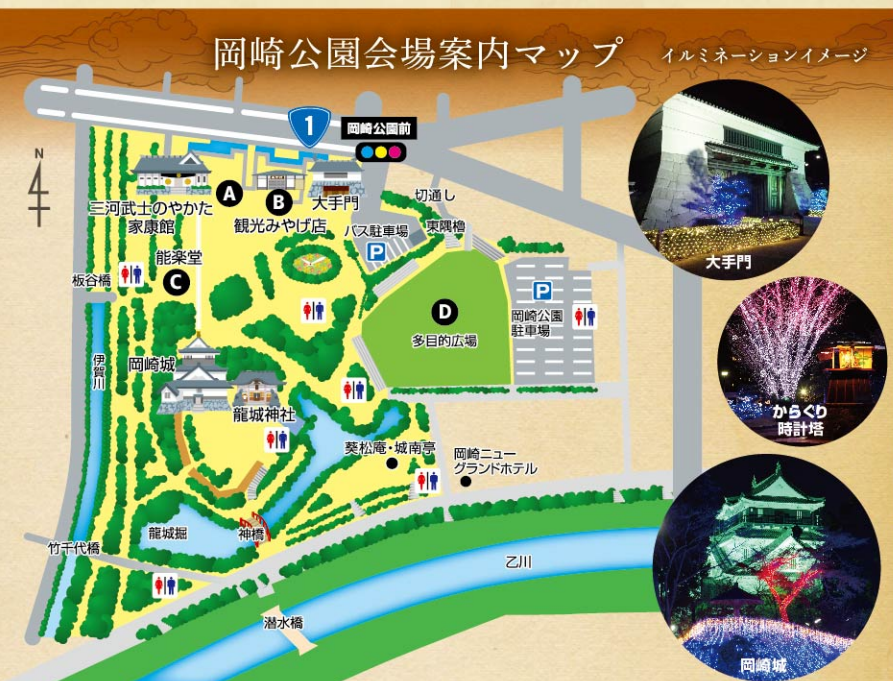 岡崎公園会場案内マップ
イルミネーションイメージ
N
1
岡崎公園前
三河武士のやかた
家康館
A
B
観光みやげ店
大手門
切通し
東隅櫓
バス駐車場
P
能楽堂
C
板谷橋
D
多目的広場
P
岡崎公園
駐車場
伊賀川
岡崎城
龍城神社
葵松庵・城南亭
岡崎ニュー
グランドホテル
龍城堀
神橋
竹千代橋
乙川
潜水橋
大手門
からくり
時計塔
岡崎城